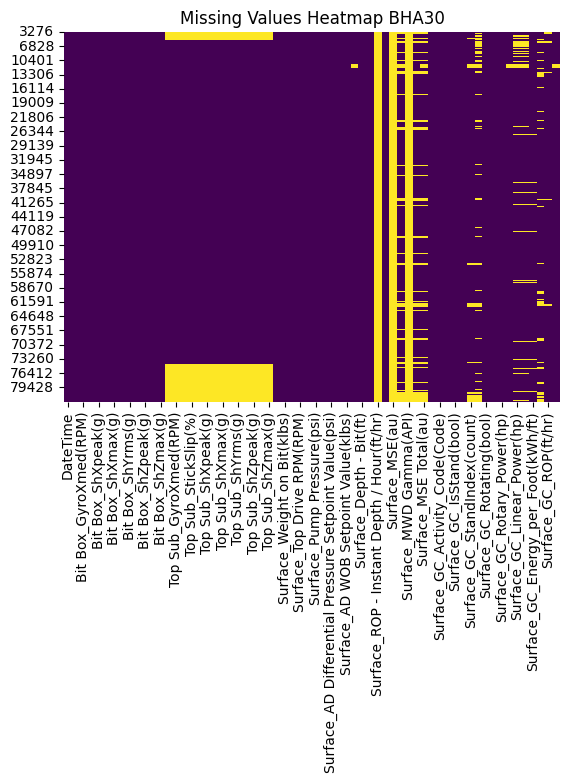 Missing Values Heatmap BHA30
3276
6828
10401
13306
16114
19009
21806
26344
29139
31945
34897
37845
41265
44119
47082
49910
52823
55874
58670
61591
64648
67551
70372
73260
76412
79428
DateTime
Bit Box_GyroXmed(RPM)
Bit Box_ShXpeak(g)
Bit Box_ShXmax(g)
Bit Box_ShYrms(g)
Bit Box_ShZpeak(g)
Bit Box_ShZmax(g)
Top Sub_GyroXmed(RPM)
Top Sub_StickSlip(%)
Top Sub_ShXpeak(g)
Top Sub_ShXmax(g)
Top Sub_ShYrms(g)
Top Sub_ShZpeak(g)
Top Sub_ShZmax(g)
Surface_Weight on Bit(klbs)
Surface_Top Drive RPM(RPM)
Surface_Pump Pressure(psi)
Surface_AD Differential Pressure Setpoint Value(psi)
Surface_AD WOB Setpoint Value(klbs)
Surface_Depth - Bit(ft)
Surface_ROP - Instant Depth / Hour(ft/hr)
Surface_MSE(au)
Surface_MWD Gamma(API)
Surface_MSE Total(au)
Surface_GC_Activity_Code(Code)
Surface_GC_IsStand(bool)
Surface_GC_StandIndex(count)
Surface_GC_Rotating(bool)
Surface_GC_Rotary_Power(hp)
Surface_GC_Linear_Power(hp)
Surface_GC_Energy_per_Foot(kWh/ft)
Surface_GC_ROP(ft/hr)